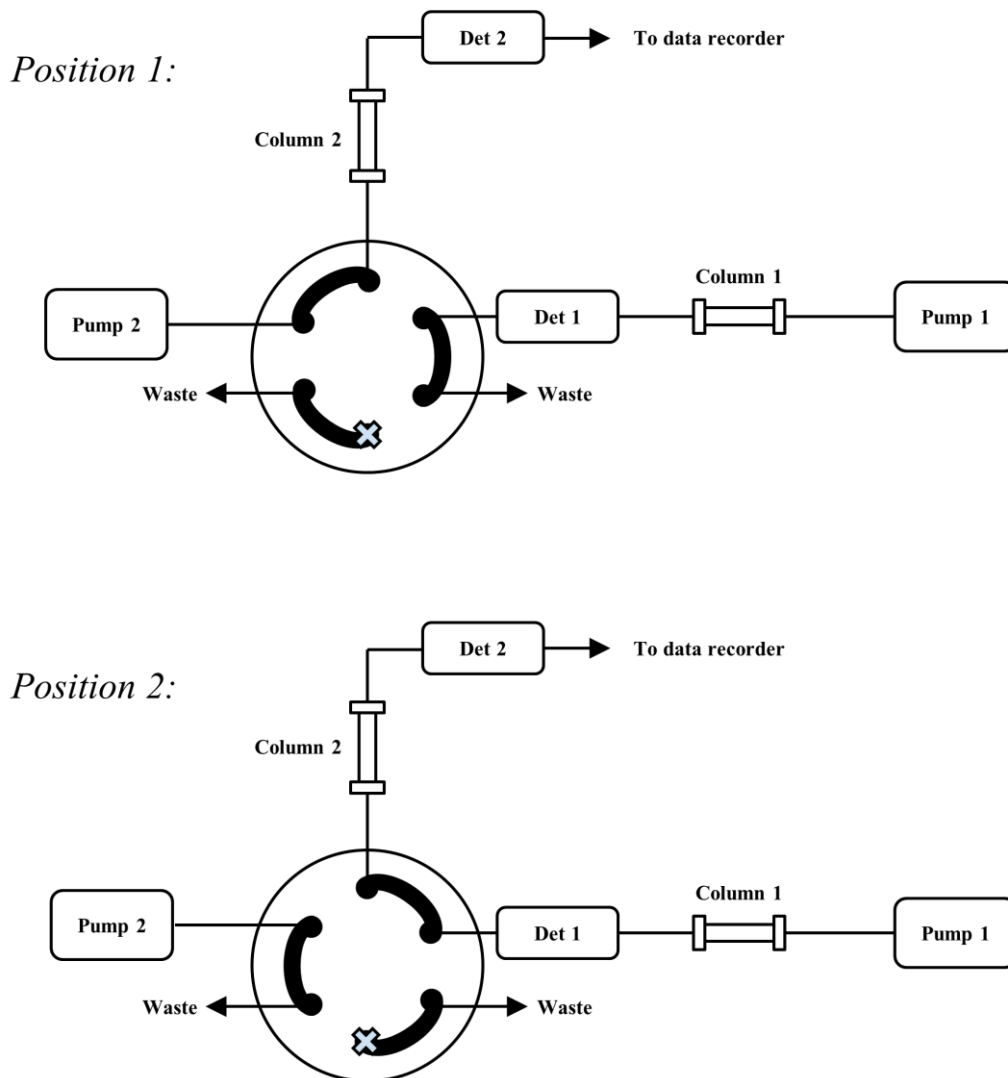 Det 2
To data recorder
Position 1:
Column 2
Column 1
Pump 2
Det 1
Pump 1
Waste
Waste
Det 2
To data recorder
Position 2:
Column 2
Column 1
Pump 2
Det 1
Pump 1
Waste
Waste